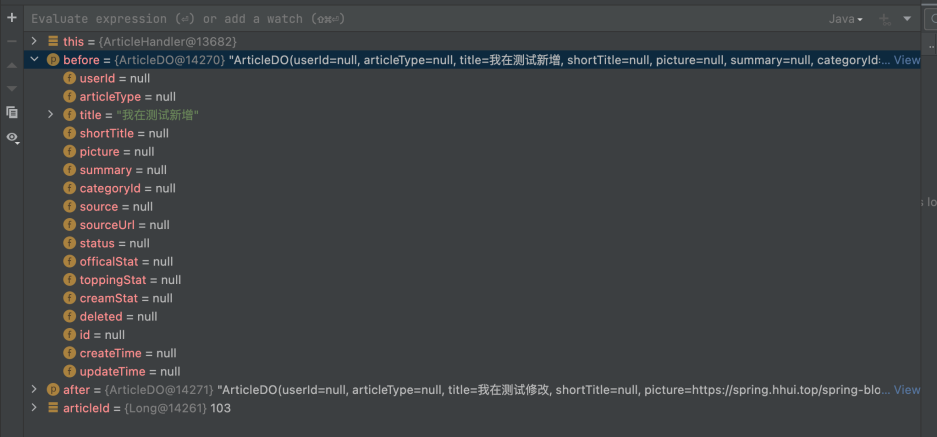 Evaluate expression (⏎) or add a watch (⇧⌘⏎) Java
this = {ArticleHandler@13682}
before = {ArticleDO@14270} "ArticleDO(userId=null, articleType=null, title=我在测试新增, shortTitle=null, picture=null, summary=null, categoryId=... View
userId = null
articleType = null
title = "我在测试新增"
shortTitle = null
picture = null
summary = null
categoryId = null
source = null
sourceUrl = null
status = null
officalStat = null
toppingStat = null
creamStat = null
deleted = null
id = null
createTime = null
updateTime = null
after = {ArticleDO@14271} "ArticleDO(userId=null, articleType=null, title=我在测试修改, shortTitle=null, picture=https://spring.hhui.top/spring-blo... View
articleId = {Long@14261} 103